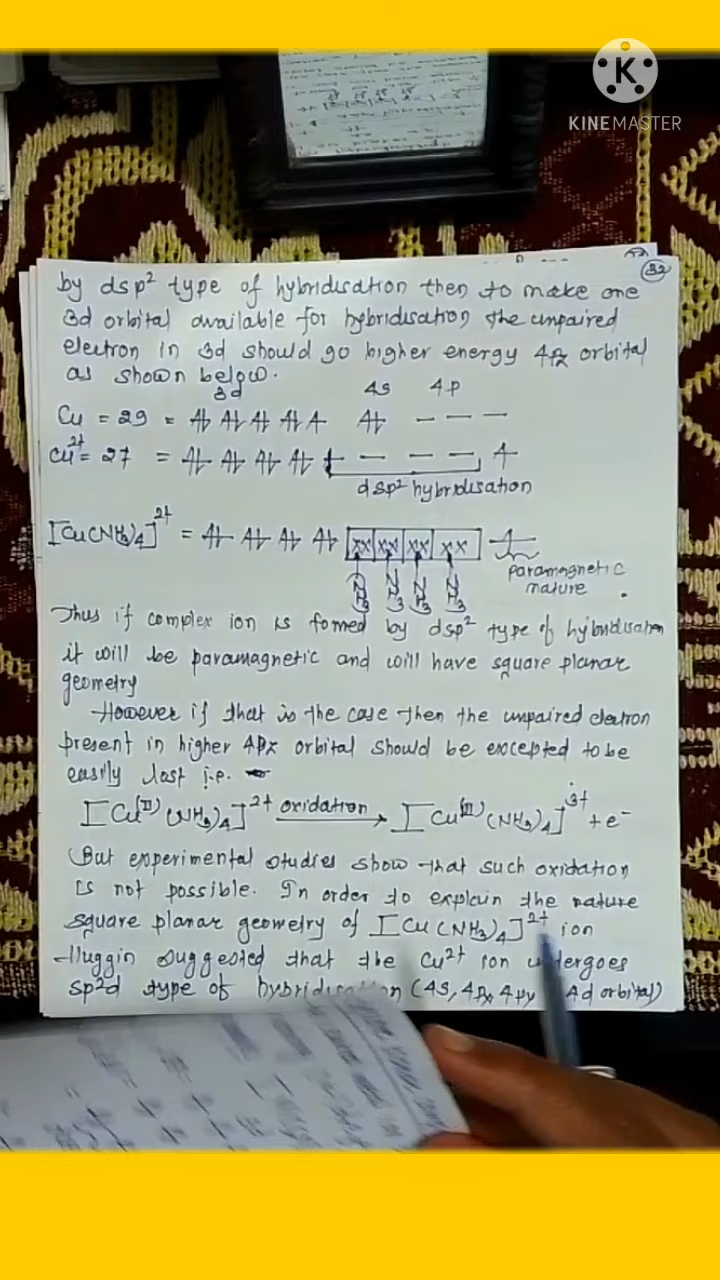 KINEMASTER
32
by dsp² type of hybridisation then to make one
3d orbital available for hybridisation the unpaired
electron in 3d should go higher energy 4Px orbital
as shown below.
3d 4s 4p
Cu = 29 = ⥮ ⥮ ⥮ ⥮ ↿ ⥮ — — —
Cu²⁺ = 27 = ⥮ ⥮ ⥮ ⥮ — — — — ↿
dsp² hybridisation
[Cu(NH₃)₄]²⁺ = ⥮ ⥮ ⥮ ⥮ xx xx xx xx ↿
NH₃ NH₃ NH₃ NH₃
paramagnetic
nature
Thus if complex ion is fomed by dsp² type of hybridisation
it will be paramagnetic and will have square planar
geometry
However if that is the case then the unpaired electron
present in higher 4Px orbital should be excepted to be
easily lost i.e.
[Cu(II)(NH₃)₄]²⁺ oxidation → [Cu(III)(NH₃)₄]³⁺ + e⁻
But experimental studies show that such oxidation
is not possible. In order to explain the nature
square planar geometry of [Cu(NH₃)₄]²⁺ ion
Huggin suggested that the Cu²⁺ ion undergoes
sp²d type of hybridisation (4s, 4Px 4Py 4d orbital)